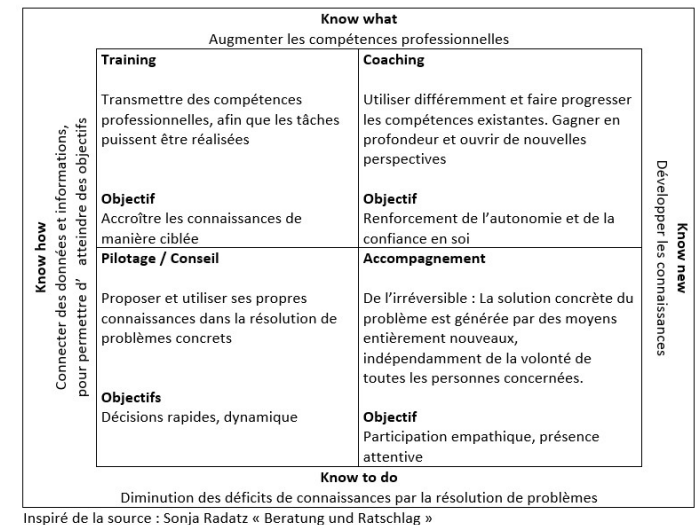 Know what
Augmenter les compétences professionnelles
Know how
Connecter des données et informations,
pour permettre d’ atteindre des objectifs
Training
Transmettre des compétences
professionnelles, afin que les tâches
puissent être réalisées
Objectif
Accroître les connaissances de
manière ciblée
Coaching
Utiliser différemment et faire progresser
les compétences existantes. Gagner en
profondeur et ouvrir de nouvelles
perspectives
Objectif
Renforcement de l’autonomie et de la
confiance en soi
Pilotage / Conseil
Proposer et utiliser ses propres
connaissances dans la résolution de
problèmes concrets
Objectifs
Décisions rapides, dynamique
Accompagnement
De l’irréversible : La solution concrète du
problème est générée par des moyens
entièrement nouveaux,
indépendamment de la volonté de
toutes les personnes concernées.
Objectif
Participation empathique, présence
attentive
Know new
Développer les connaissances
Know to do
Diminution des déficits de connaissances par la résolution de problèmes
Inspiré de la source : Sonja Radatz « Beratung und Ratschlag »